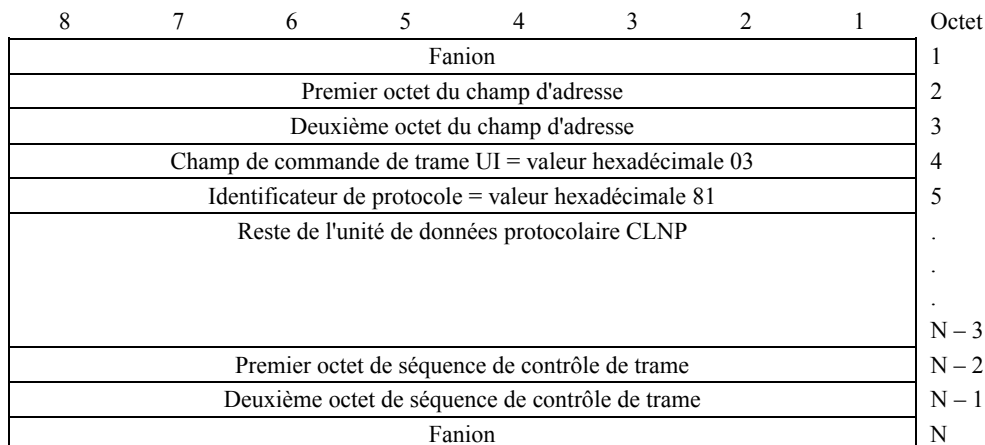 8 7 6 5 4 3 2 1 Octet
Fanion 1
Premier octet du champ d'adresse 2
Deuxième octet du champ d'adresse 3
Champ de commande de trame UI = valeur hexadécimale 03 4
Identificateur de protocole = valeur hexadécimale 81 5
Reste de l'unité de données protocolaire CLNP .
.
.
N – 3
Premier octet de séquence de contrôle de trame N – 2
Deuxième octet de séquence de contrôle de trame N – 1
Fanion N